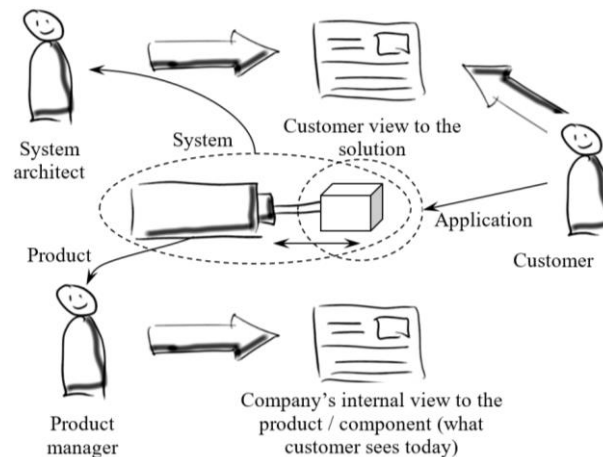 System
architect
System
Customer view to the
solution
Product
Application
Customer
Product
manager
Company's internal view to the
product / component (what
customer sees today)